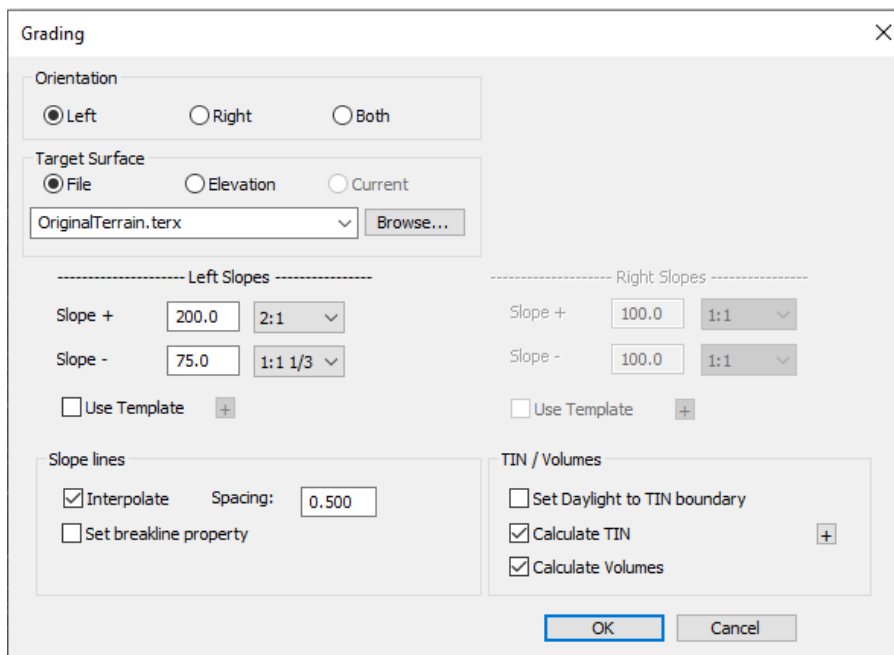 Grading
Orientation
Left Right Both
Target Surface
File Elevation Current
OriginalTerrain.terx Browse...
--------------------- Left Slopes ----------------
Slope + 200.0 2:1
Slope - 75.0 1:1 1/3
Use Template +
-------------------- Right Slopes ----------------
Slope + 100.0 1:1
Slope - 100.0 1:1
Use Template +
Slope lines
Interpolate Spacing: 0.500
Set breakline property
TIN / Volumes
Set Daylight to TIN boundary
Calculate TIN +
Calculate Volumes
OK Cancel